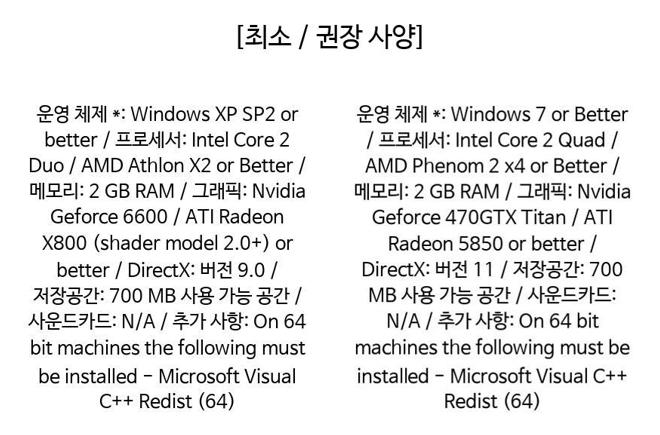 [최소 / 권장 사양]
운영 체제 *: Windows XP SP2 or
better / 프로세서: Intel Core 2
Duo / AMD Athlon X2 or Better /
메모리: 2 GB RAM / 그래픽: Nvidia
Geforce 6600 / ATI Radeon
X800 (shader model 2.0+) or
better / DirectX: 버전 9.0 /
저장공간: 700 MB 사용 가능 공간 /
사운드카드: N/A / 추가 사항: On 64
bit machines the following must
be installed - Microsoft Visual
C++ Redist (64)
운영 체제 *: Windows 7 or Better
/ 프로세서: Intel Core 2 Quad /
AMD Phenom 2 x4 or Better /
메모리: 2 GB RAM / 그래픽: Nvidia
Geforce 470GTX Titan / ATI
Radeon 5850 or better /
DirectX: 버전 11 / 저장공간: 700
MB 사용 가능 공간 / 사운드카드:
N/A / 추가 사항: On 64 bit
machines the following must be
installed - Microsoft Visual C++
Redist (64)